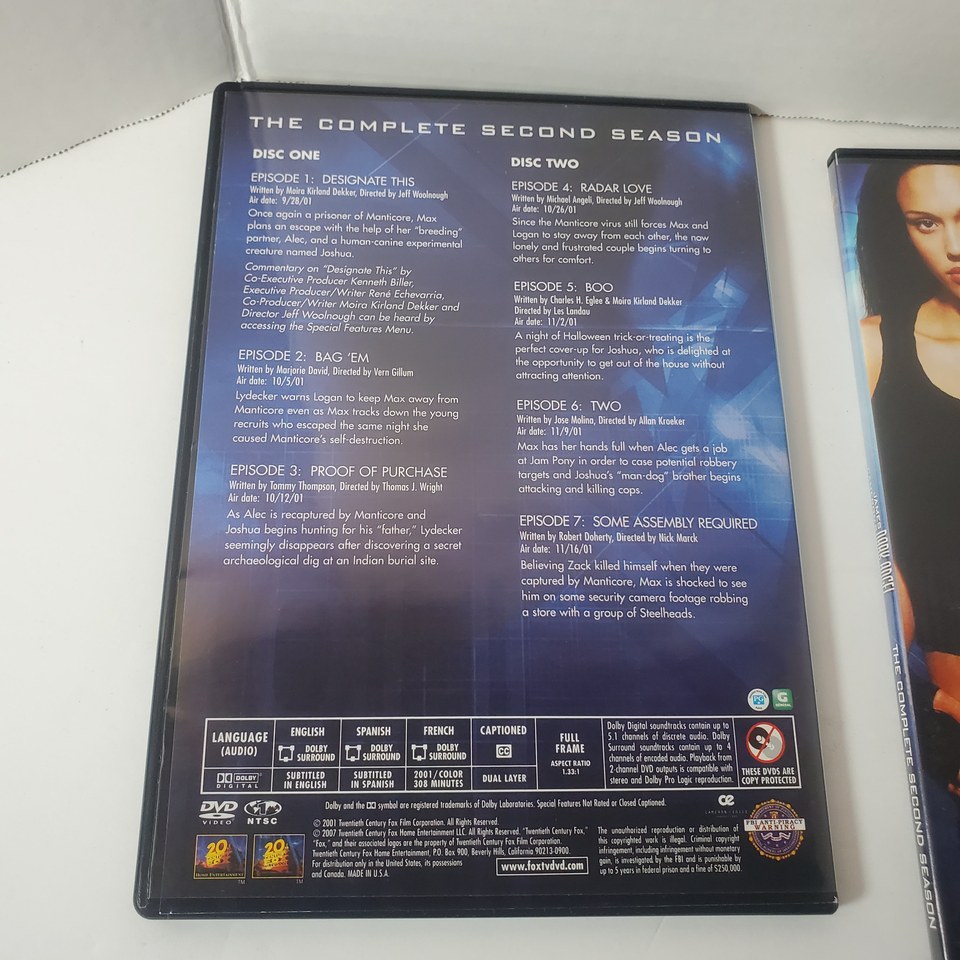 THE COMPLETE SECOND SEASON
DISC ONE
EPISODE 1: DESIGNATE THIS
Written by Moira Kirland Dekker, Directed by Jeff Woolnough
Air date: 9/28/01
Once again a prisoner of Manticore, Max
plans an escape with the help of her "breeding"
partner, Alec, and a human-canine experimental
creature named Joshua.
Commentary on "Designate This" by
Co-Executive Producer Kenneth Biller,
Executive Producer/Writer René Echevarria,
Co-Producer/Writer Moira Kirland Dekker and
Director Jeff Woolnough can be heard by
accessing the Special Features Menu.
EPISODE 2: BAG 'EM
Written by Marjorie David, Directed by Vern Gillum
Air date: 10/5/01
Lydecker warns Logan to keep Max away from
Manticore even as Max tracks down the young
recruits who escaped the same night she
caused Manticore's self-destruction.
EPISODE 3: PROOF OF PURCHASE
Written by Tommy Thompson, Directed by Thomas J. Wright
Air date: 10/12/01
As Alec is recaptured by Manticore and
Joshua begins hunting for his "father," Lydecker
seemingly disappears after discovering a secret
archaeological dig at an Indian burial site.
DISC TWO
EPISODE 4: RADAR LOVE
Written by Michael Angeli, Directed by Jeff Woolnough
Air date: 10/26/01
Since the Manticore virus still forces Max and
Logan to stay away from each other, the now
lonely and frustrated couple begins turning to
others for comfort.
EPISODE 5: BOO
Written by Charles H. Eglee & Moira Kirland Dekker
Directed by Les Landau
Air date: 11/2/01
A night of Halloween trick-or-treating is the
perfect cover-up for Joshua, who is delighted at
the opportunity to get out of the house without
attracting attention.
EPISODE 6: TWO
Written by Jose Molina, Directed by Allan Kroeker
Air date: 11/9/01
Max has her hands full when Alec gets a job
at Jam Pony in order to case potential robbery
targets and Joshua's "man-dog" brother begins
attacking and killing cops.
EPISODE 7: SOME ASSEMBLY REQUIRED
Written by Robert Doherty, Directed by Nick Marck
Air date: 11/16/01
Believing Zack killed himself when they were
captured by Manticore, Max is shocked to see
him on some security camera footage robbing
a store with a group of Steelheads.
LANGUAGE
(AUDIO)
DOLBY
DIGITAL
ENGLISH
DOLBY
SURROUND
SUBTITLED
IN ENGLISH
SPANISH
DOLBY
SURROUND
SUBTITLED
IN SPANISH
FRENCH
DOLBY
SURROUND
2001/COLOR
308 MINUTES
CAPTIONED
CC
DUAL LAYER
FULL
FRAME
ASPECT RATIO
1.33:1
Dolby Digital soundtracks contain up to
5.1 channels of discrete audio. Dolby
Surround soundtracks contain up to 4
channels of encoded audio. Playback from
2-channel DVD outputs is compatible with
stereo and Dolby Pro Logic reproduction.
THESE DVDS ARE
COPY PROTECTED
DVD
VIDEO
NTSC
Dolby and the DD symbol are registered trademarks of Dolby Laboratories. Special Features Not Rated or Closed Captioned.
© 2001 Twentieth Century Fox Film Corporation. All Rights Reserved.
© 2007 Twentieth Century Fox Home Entertainment LLC. All Rights Reserved. "Twentieth Century Fox,"
"Fox," and their associated logos are the property of Twentieth Century Fox Film Corporation.
Twentieth Century Fox Home Entertainment, P.O. Box 900, Beverly Hills, California 90213-0900.
For distribution only in the United States, its possessions
and Canada. MADE IN U.S.A.
www.foxtvdvd.com
The unauthorized reproduction or distribution of
this copyrighted work is illegal. Criminal copyright
infringement, including infringement without monetary
gain, is investigated by the FBI and is punishable by
up to 5 years in federal prison and a fine of $250,000.
FBI ANTI-PIRACY
WARNING
20
HOME ENTERTAINMENT
TM
20
TM
DARK ANGEL
THE COMPLETE SECOND SEASON